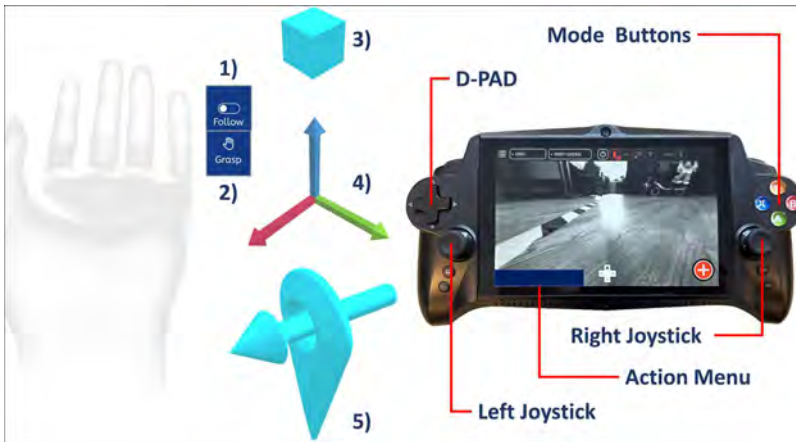 1)
Follow
Grasp
2)
3)
4)
5)
Mode Buttons
D-PAD
X
B
A
Right Joystick
Action Menu
Left Joystick